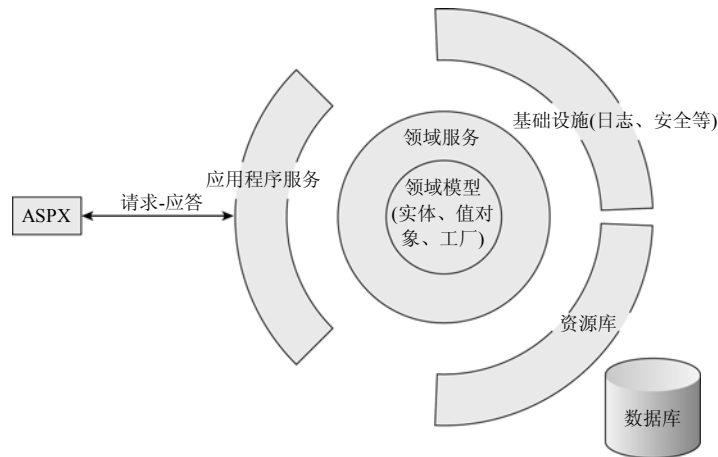 基础设施(日志、安全等)
领域服务
应用程序服务
领域模型
(实体、值对
象、工厂)
请求-应答
ASPX
资源库
数据库